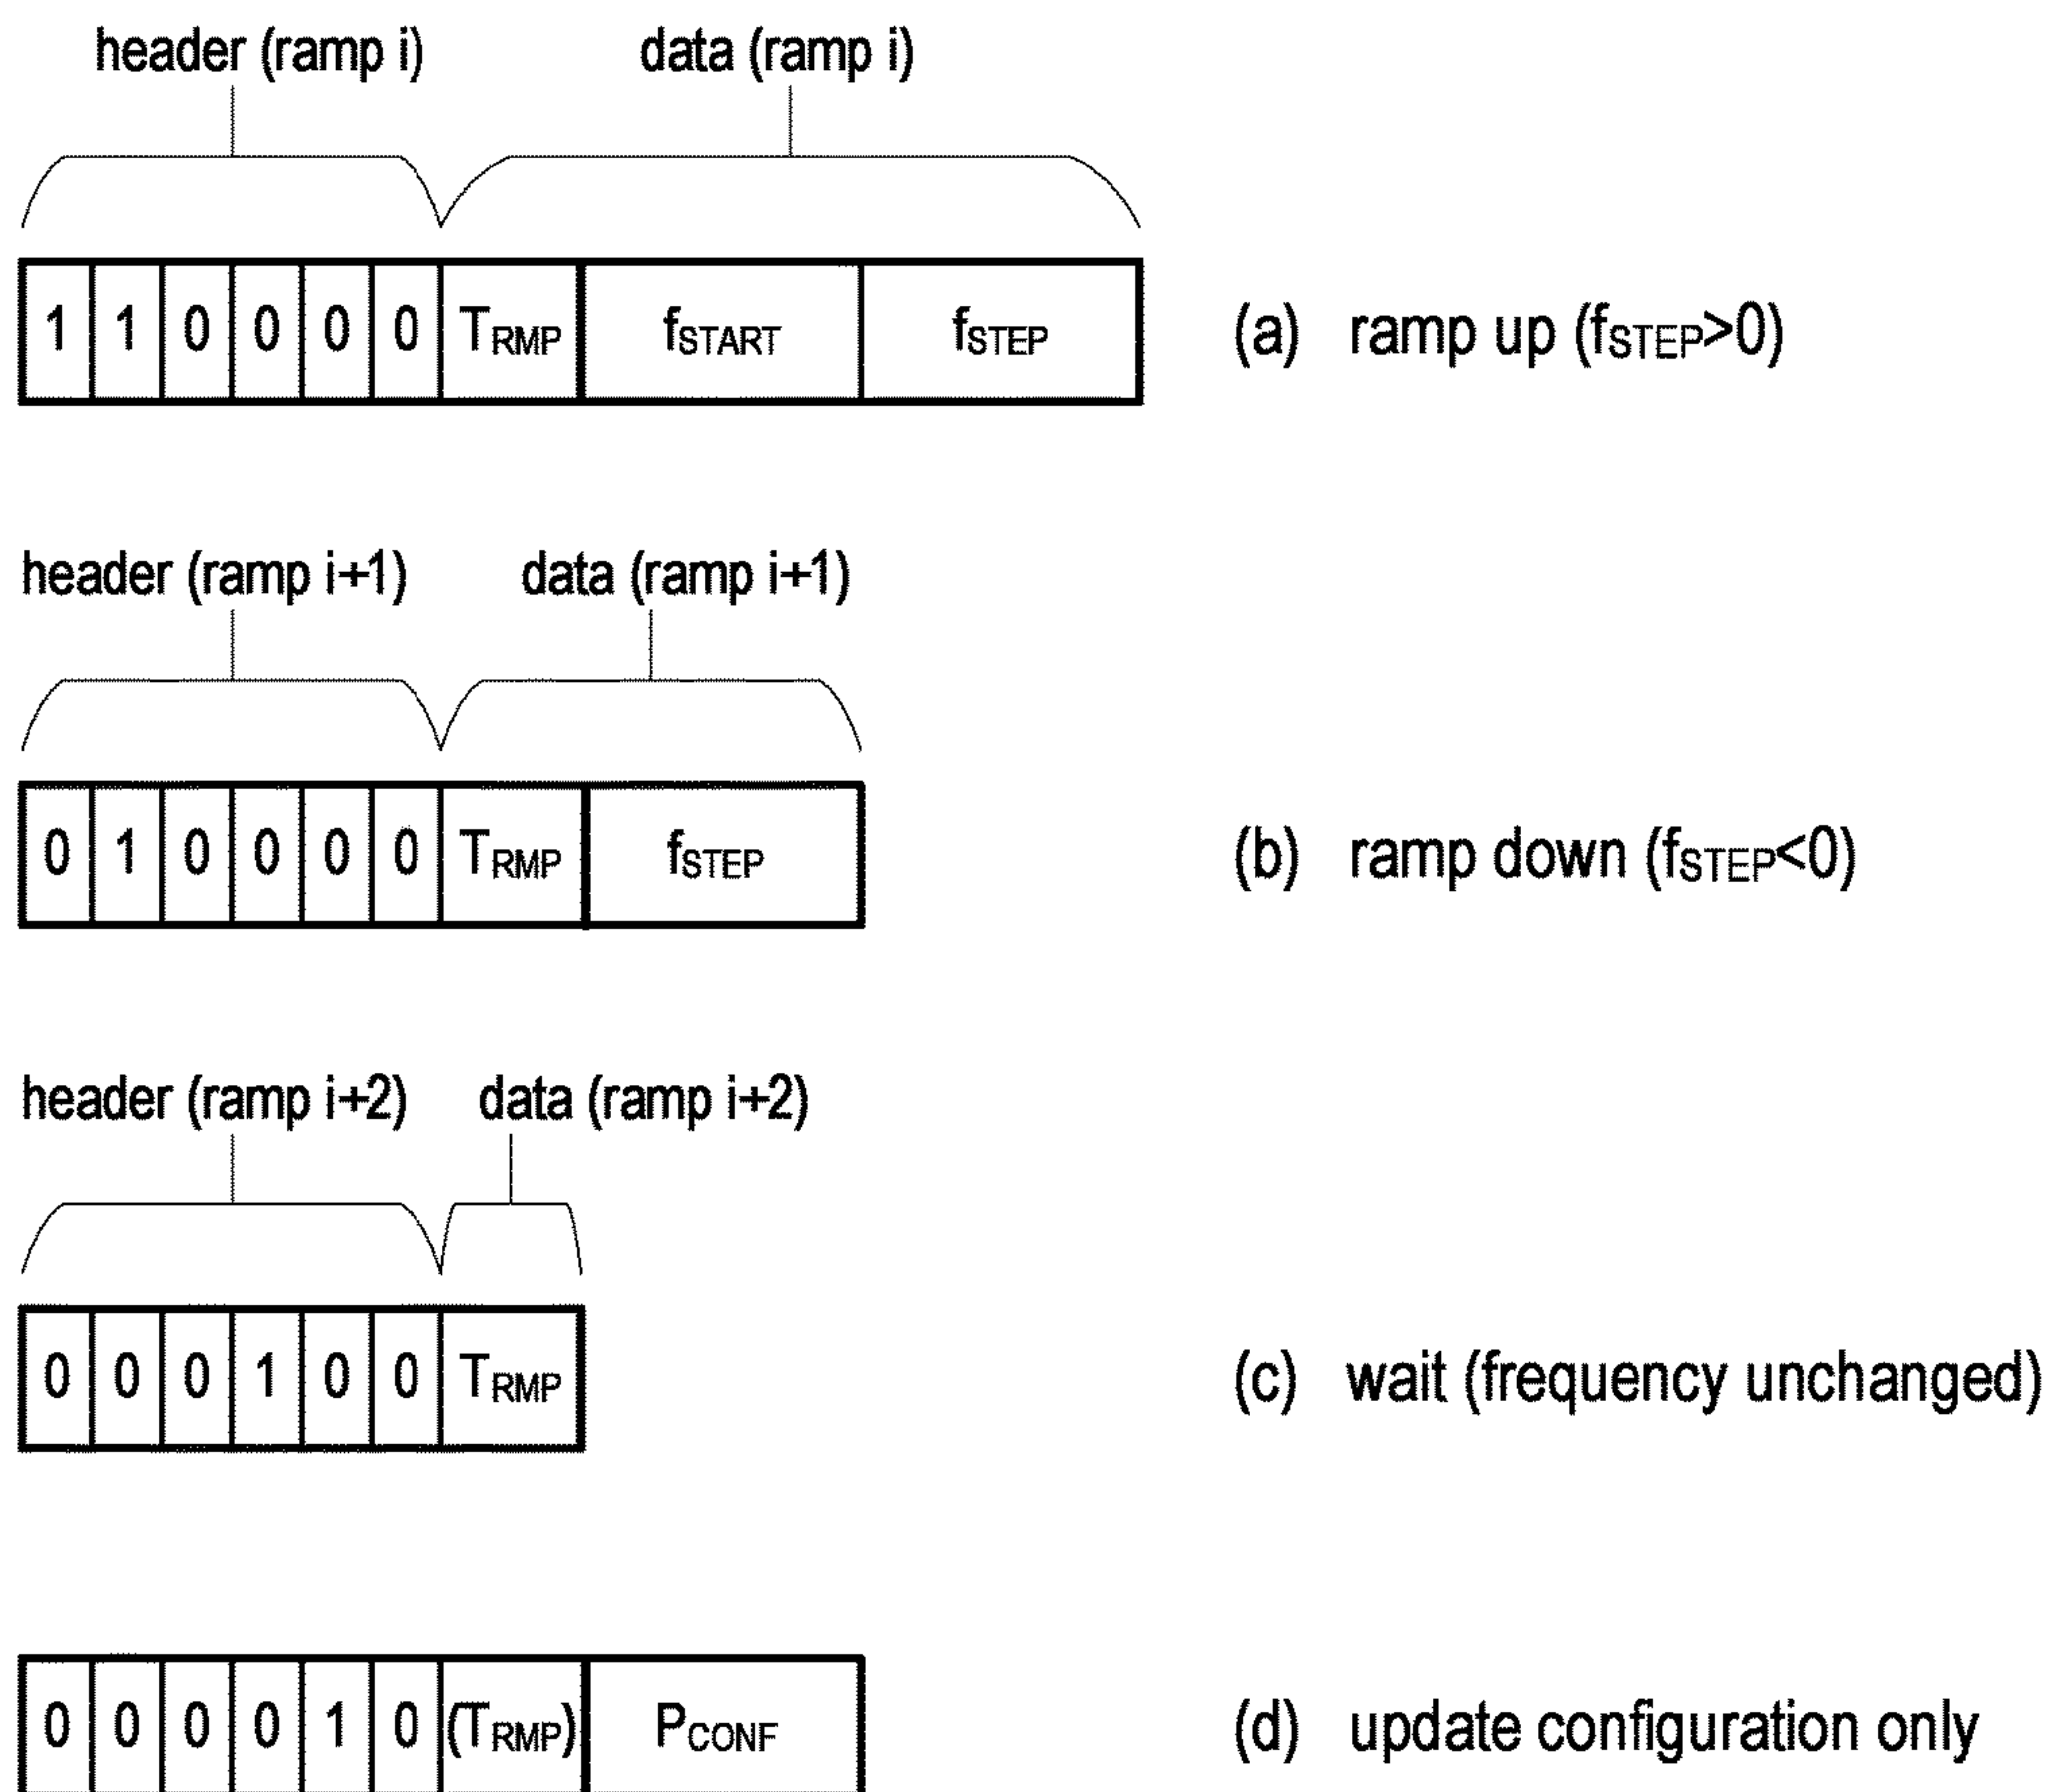 header (ramp i) data (ramp i)
1 1 0 0 0 0 TRMP fSTART fSTEP (a) ramp up (fSTEP>0)
header (ramp i+1) data (ramp i+1)
0 1 0 0 0 0 TRMP fSTEP (b) ramp down (fSTEP<0)
header (ramp i+2) data (ramp i+2)
0 0 0 1 0 0 TRMP (c) wait (frequency unchanged)
0 0 0 0 1 0 (TRMP) PCONF (d) update configuration only